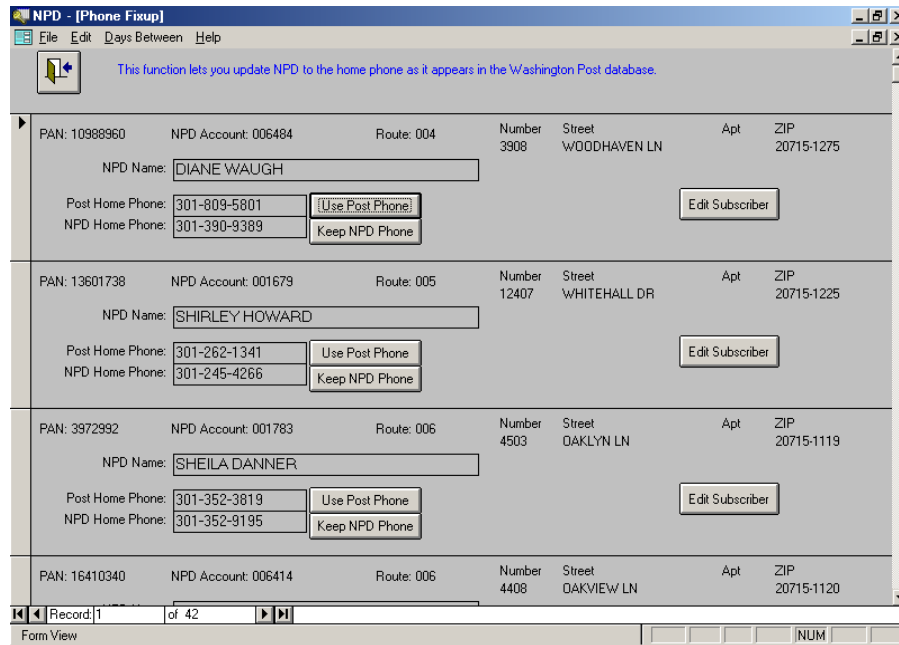 NPD - [Phone Fixup]
File Edit Days Between Help
This function lets you update NPD to the home phone as it appears in the Washington Post database.
PAN: 10988960 NPD Account: 006484 Route: 004 Number Street Apt ZIP
3908 WOODHAVEN LN 20715-1275
NPD Name: DIANE WAUGH
Post Home Phone: 301-809-5801 Use Post Phone Edit Subscriber
NPD Home Phone: 301-390-9389 Keep NPD Phone
PAN: 13601738 NPD Account: 001679 Route: 005 Number Street Apt ZIP
12407 WHITEHALL DR 20715-1225
NPD Name: SHIRLEY HOWARD
Post Home Phone: 301-262-1341 Use Post Phone Edit Subscriber
NPD Home Phone: 301-245-4266 Keep NPD Phone
PAN: 3972992 NPD Account: 001783 Route: 006 Number Street Apt ZIP
4503 OAKLYN LN 20715-1119
NPD Name: SHEILA DANNER
Post Home Phone: 301-352-3819 Use Post Phone Edit Subscriber
NPD Home Phone: 301-352-9195 Keep NPD Phone
PAN: 16410340 NPD Account: 006414 Route: 006 Number Street Apt ZIP
4408 OAKVIEW LN 20715-1120
Record: 1 of 42
Form View NUM